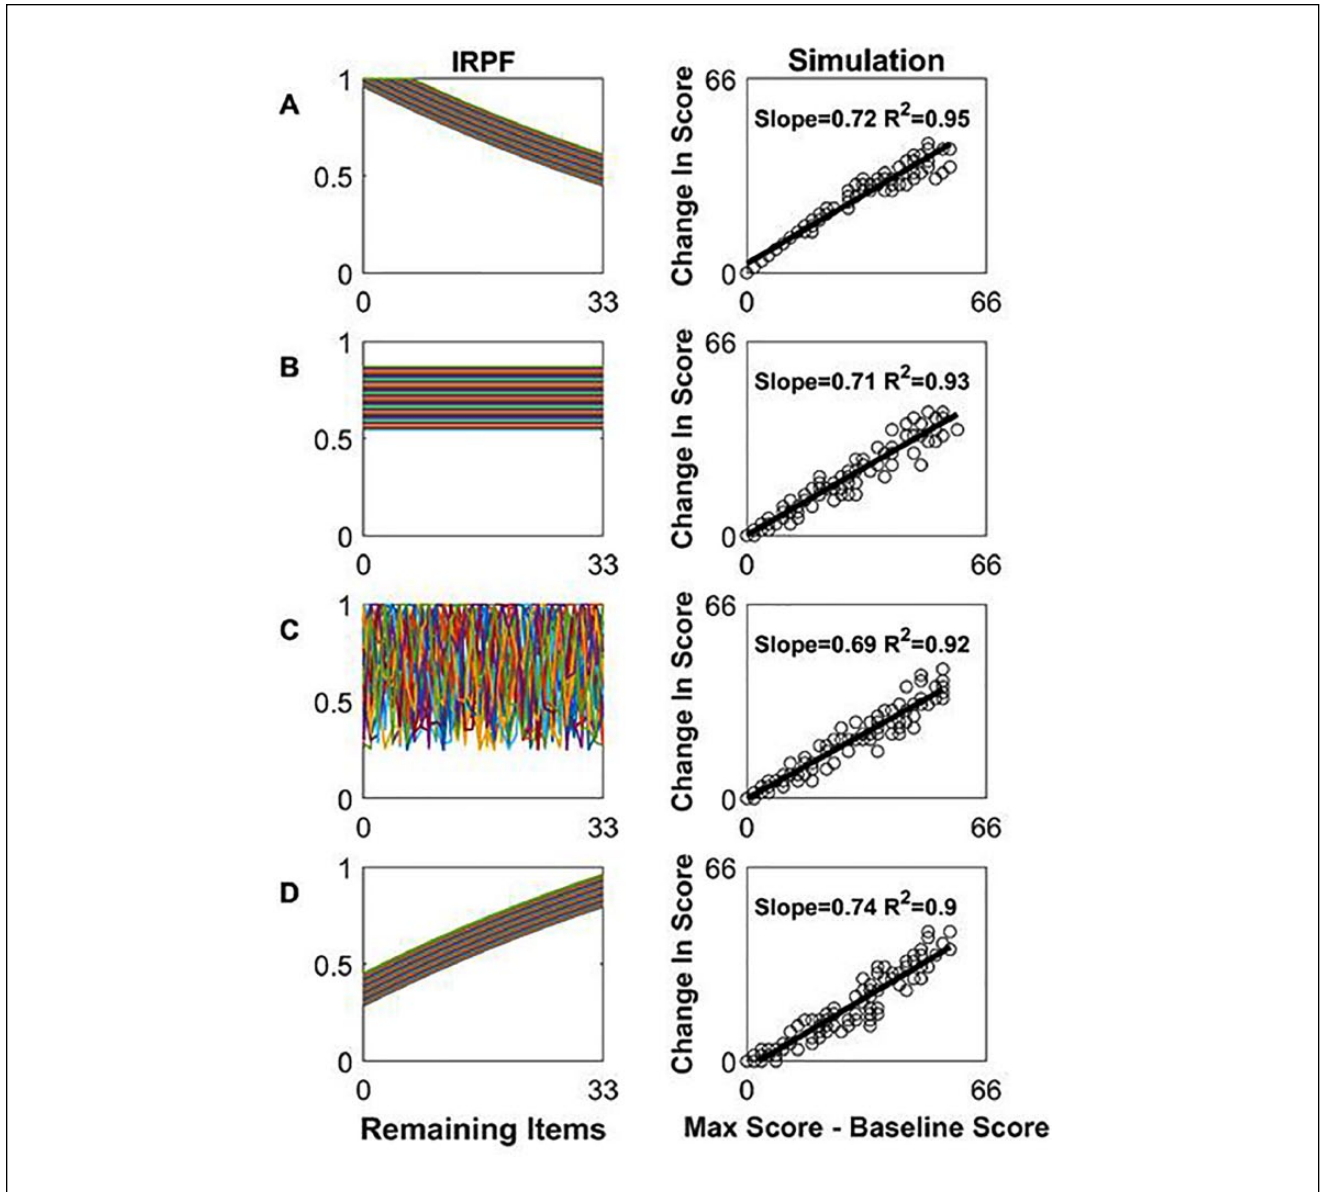 IRPF
Simulation
A
1
0.5
0
0
33
Change In Score
66
0
0
66
Slope=0.72 R²=0.95
B
1
0.5
0
0
33
Change In Score
66
0
0
66
Slope=0.71 R²=0.93
C
1
0.5
0
0
33
Change In Score
66
0
0
66
Slope=0.69 R²=0.92
D
1
0.5
0
0
33
Change In Score
66
0
0
66
Slope=0.74 R²=0.9
Remaining Items
Max Score - Baseline Score